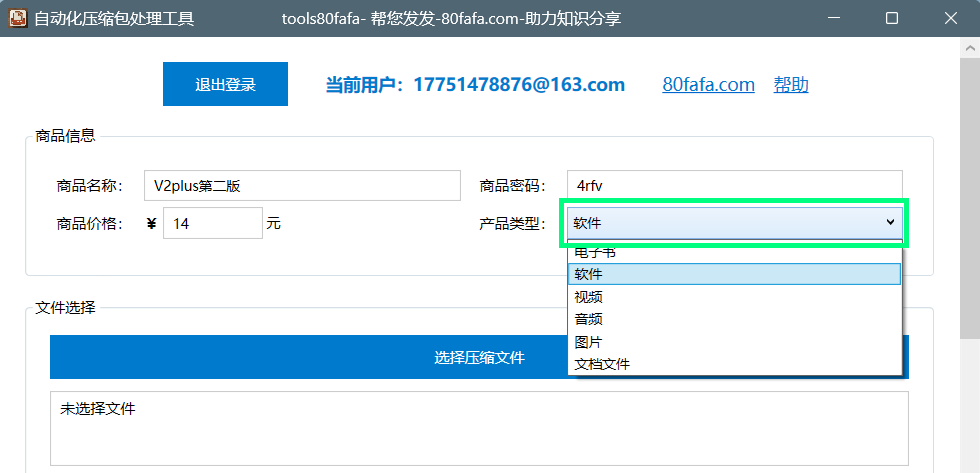 自动化压缩包处理工具 tools80fafa- 帮您发发-80fafa.com-助力知识分享
退出登录 当前用户：17751478876@163.com 80fafa.com 帮助
商品信息
商品名称： V2plus第二版 商品密码： 4rfv
商品价格： ¥ 14 元 产品类型： 软件
电子书
软件
视频
音频
图片
文档文件
文件选择
选择压缩文件
未选择文件